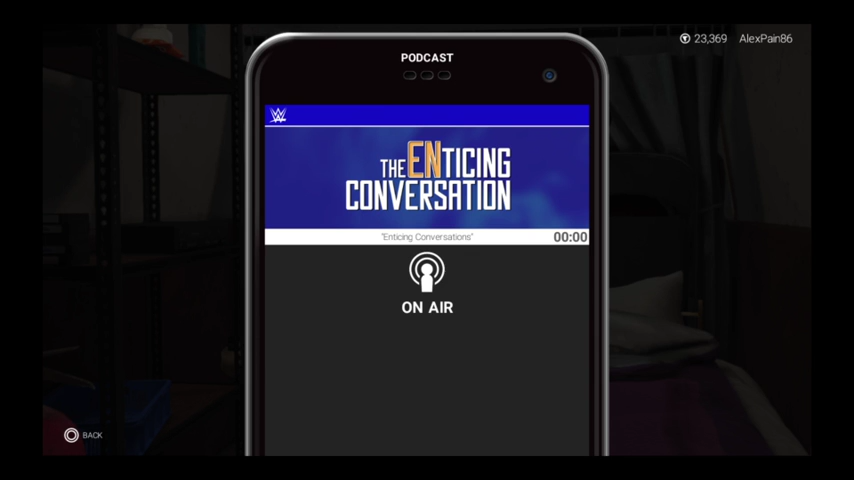 PODCAST
23,369 AlexPain86
W
THE ENTICING
CONVERSATION
"Enticing Conversations" 00:00
ON AIR
BACK